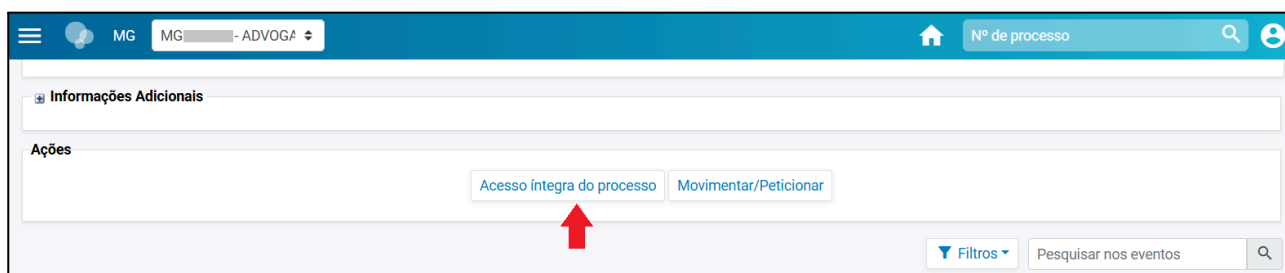 MG MG - ADVOGA Nº de processo
Informações Adicionais
Ações
Acesso íntegra do processo Movimentar/Peticionar
Filtros Pesquisar nos eventos